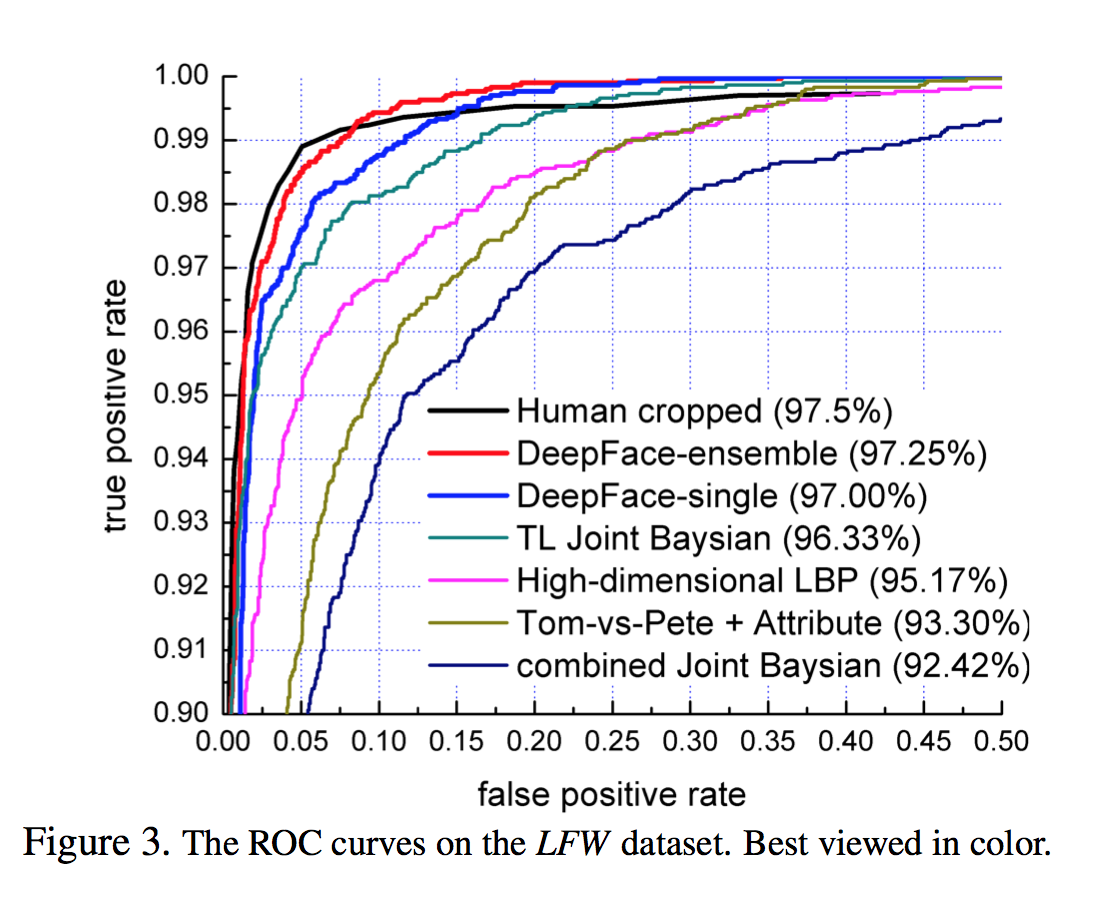 1.00
0.99
0.98
0.97
0.96
0.95
0.94
0.93
0.92
0.91
0.90
true positive rate
Human cropped (97.5%)
DeepFace-ensemble (97.25%)
DeepFace-single (97.00%)
TL Joint Baysian (96.33%)
High-dimensional LBP (95.17%)
Tom-vs-Pete + Attribute (93.30%)
combined Joint Baysian (92.42%)
0.00 0.05 0.10 0.15 0.20 0.25 0.30 0.35 0.40 0.45 0.50
false positive rate
Figure 3. The ROC curves on the LFW dataset. Best viewed in color.